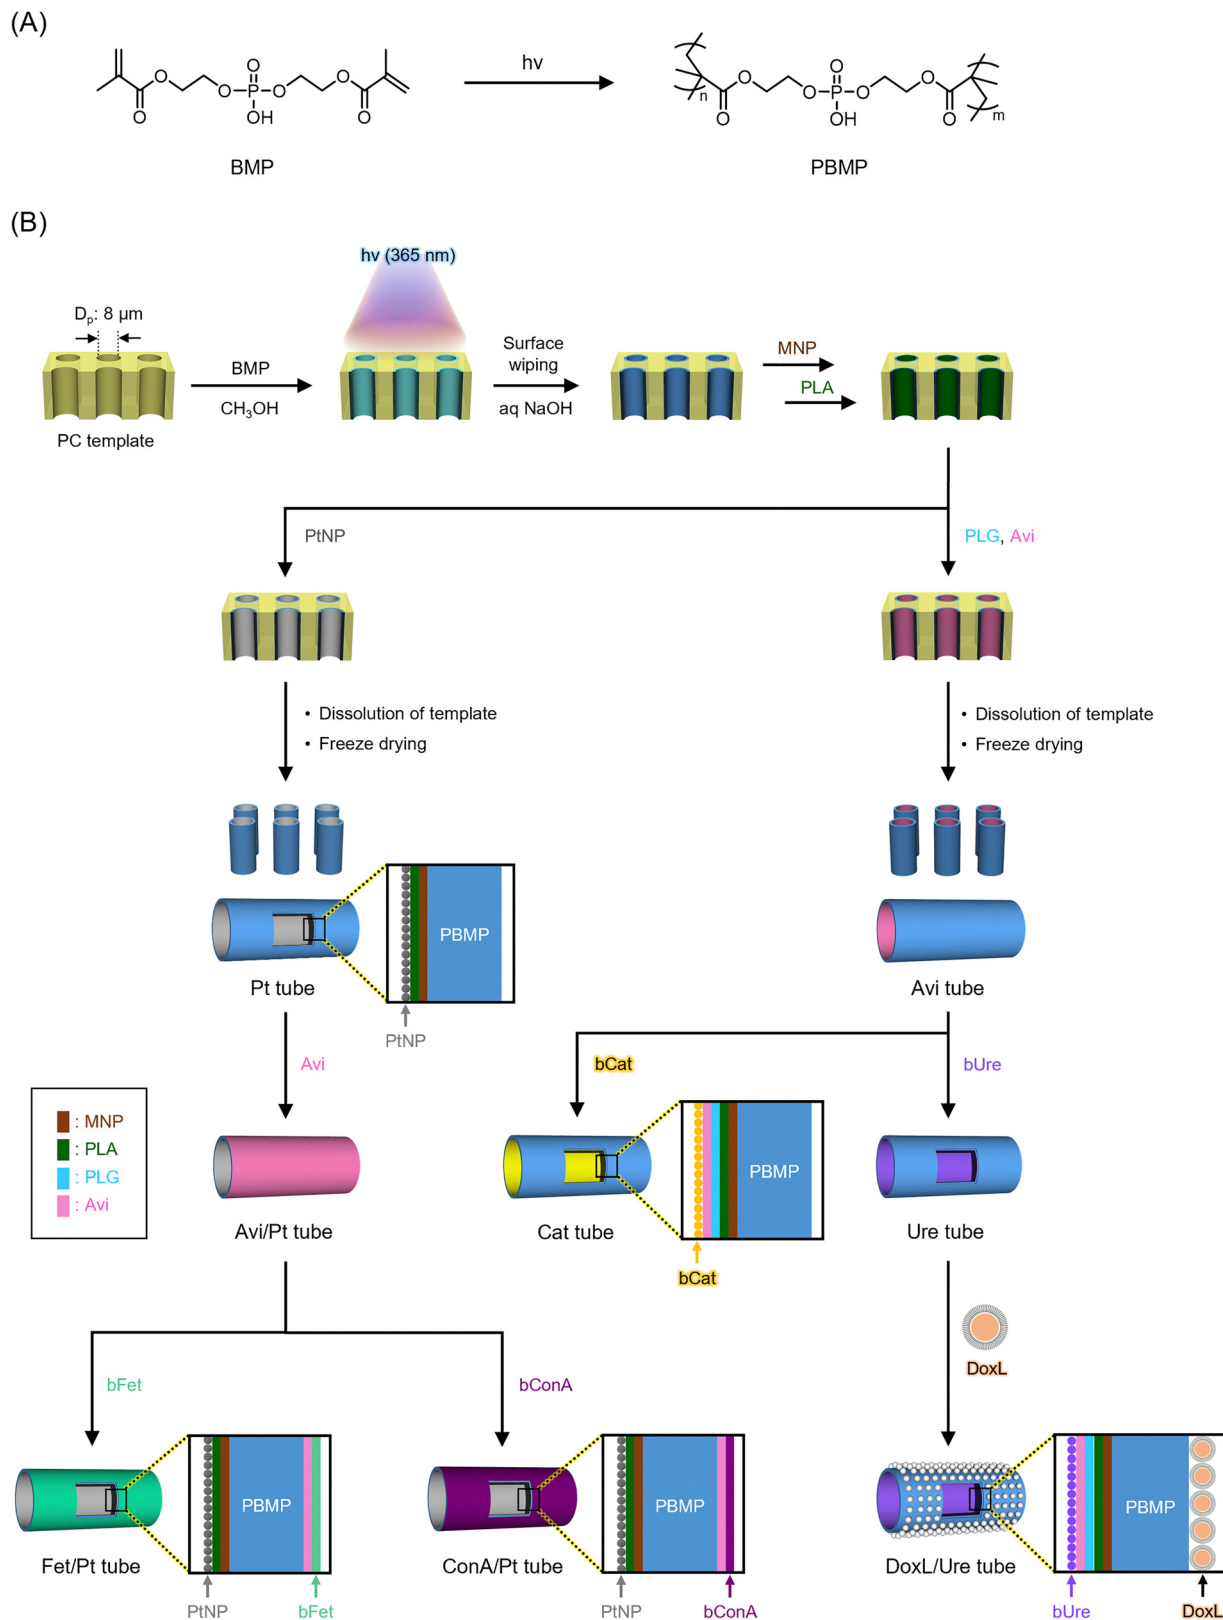 (A)
O
O
P
O
O
O
OH
O
O
BMP
hν
n
O
O
P
O
O
O
OH
O
O
m
PBMP
(B)
hν (365 nm)
Dp: 8 μm
PC template
BMP
CH3OH
Surface
wiping
aq NaOH
MNP
PLA
PtNP
PLG, Avi
• Dissolution of template
• Freeze drying
• Dissolution of template
• Freeze drying
PBMP
Pt tube
PtNP
Avi tube
Avi
bCat
bUre
: MNP
: PLA
: PLG
: Avi
PBMP
Avi/Pt tube
Cat tube
Ure tube
bCat
DoxL
bFet
bConA
PBMP
PBMP
PBMP
Fet/Pt tube
ConA/Pt tube
DoxL/Ure tube
PtNP
bFet
PtNP
bConA
bUre
DoxL